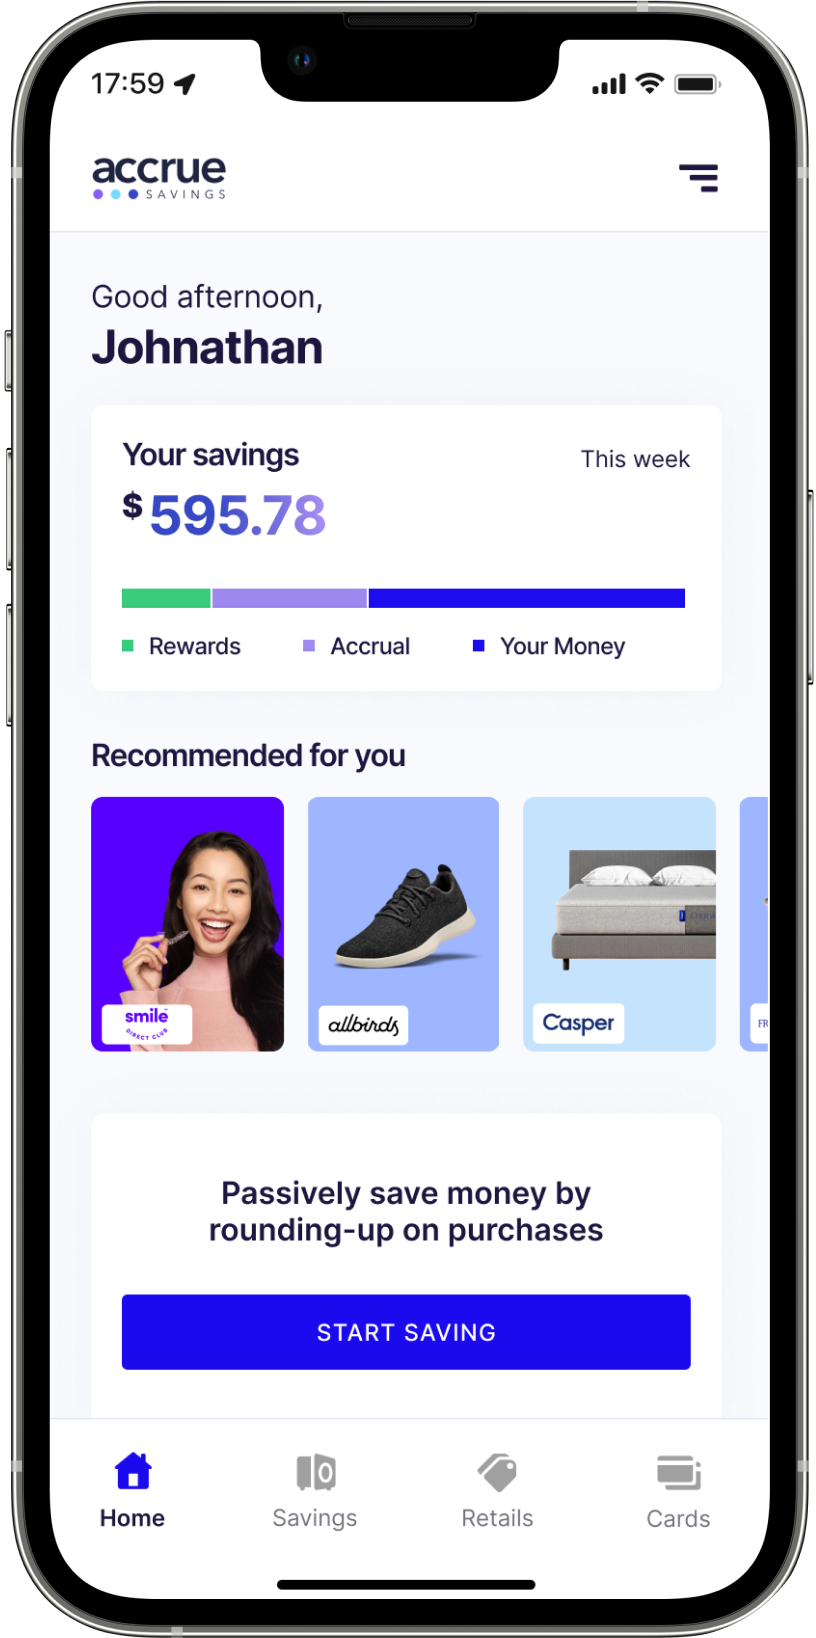 17:59
accrue
SAVINGS
Good afternoon,
Johnathan
Your savings
This week
$595.78
Rewards
Accrual
Your Money
Recommended for you
smile
DIRECT CLUB
allbirds
Casper
FR
Passively save money by
rounding-up on purchases
START SAVING
Home
Savings
Retails
Cards